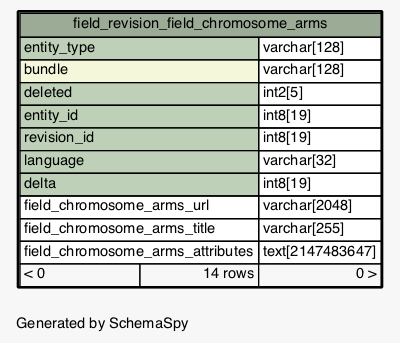 field_revision_field_chromosome_arms
entity_type varchar[128]
bundle varchar[128]
deleted int2[5]
entity_id int8[19]
revision_id int8[19]
language varchar[32]
delta int8[19]
field_chromosome_arms_url varchar[2048]
field_chromosome_arms_title varchar[255]
field_chromosome_arms_attributes text[2147483647]
< 0 14 rows 0 >
Generated by SchemaSpy